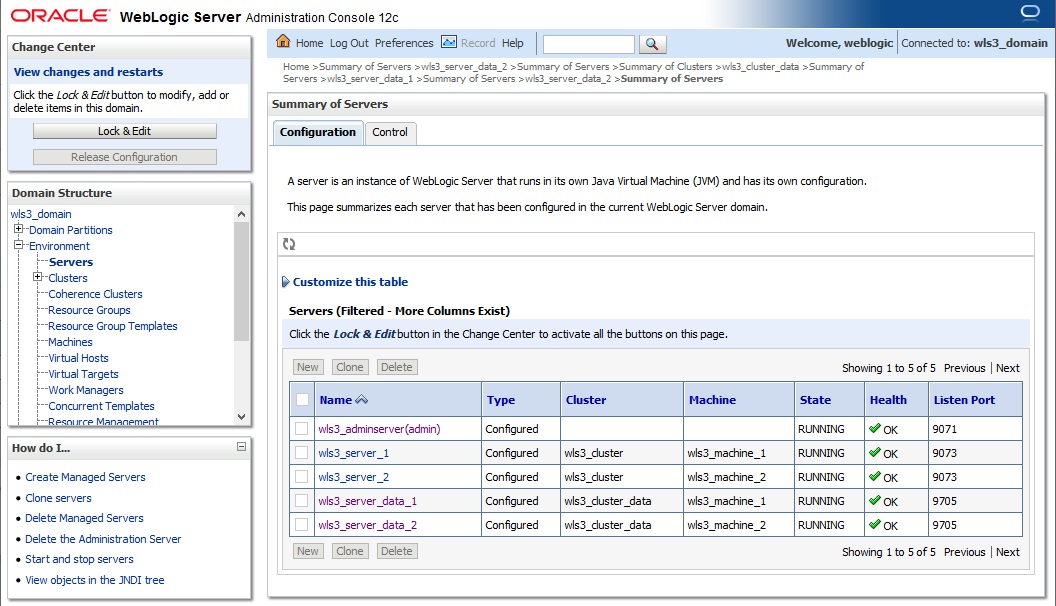 ORACLE® WebLogic Server Administration Console 12c
Change Center
View changes and restarts
Click the Lock & Edit button to modify, add or
delete items in this domain.
Lock & Edit
Release Configuration
Domain Structure
wls3_domain
Domain Partitions
Environment
Servers
Clusters
Coherence Clusters
Resource Groups
Resource Group Templates
Machines
Virtual Hosts
Virtual Targets
Work Managers
Concurrent Templates
Resource Management
How do I...
Create Managed Servers
Clone servers
Delete Managed Servers
Delete the Administration Server
Start and stop servers
View objects in the JNDI tree
Home Log Out Preferences Record Help
Welcome, weblogic Connected to: wls3_domain
Home >Summary of Servers >wls3_server_data_2 >Summary of Servers >Summary of Clusters >wls3_cluster_data >Summary of
Servers >wls3_server_data_1 >Summary of Servers >wls3_server_data_2 >Summary of Servers
Summary of Servers
Configuration Control
A server is an instance of WebLogic Server that runs in its own Java Virtual Machine (JVM) and has its own configuration.
This page summarizes each server that has been configured in the current WebLogic Server domain.
Customize this table
Servers (Filtered - More Columns Exist)
Click the Lock & Edit button in the Change Center to activate all the buttons on this page.
New Clone Delete Showing 1 to 5 of 5 Previous | Next
Name Type Cluster Machine State Health Listen Port
wls3_adminserver(admin) Configured RUNNING OK 9071
wls3_server_1 Configured wls3_cluster wls3_machine_1 RUNNING OK 9073
wls3_server_2 Configured wls3_cluster wls3_machine_2 RUNNING OK 9073
wls3_server_data_1 Configured wls3_cluster_data wls3_machine_1 RUNNING OK 9705
wls3_server_data_2 Configured wls3_cluster_data wls3_machine_2 RUNNING OK 9705
New Clone Delete Showing 1 to 5 of 5 Previous | Next